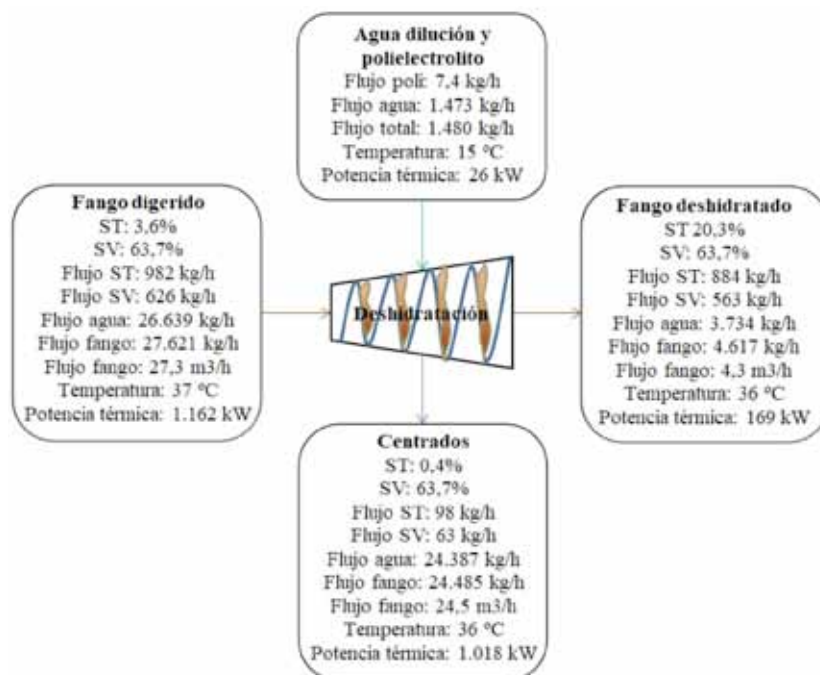 Agua dilución y
polielectrolito
Flujo poli: 7,4 kg/h
Flujo agua: 1.473 kg/h
Flujo total: 1.480 kg/h
Temperatura: 15 ºC
Potencia térmica: 26 kW
Fango digerido
ST: 3,6%
SV: 63,7%
Flujo ST: 982 kg/h
Flujo SV: 626 kg/h
Flujo agua: 26.639 kg/h
Flujo fango: 27.621 kg/h
Flujo fango: 27,3 m3/h
Temperatura: 37 ºC
Potencia térmica: 1.162 kW
Deshidratación
Fango deshidratado
ST 20,3%
SV: 63,7%
Flujo ST: 884 kg/h
Flujo SV: 563 kg/h
Flujo agua: 3.734 kg/h
Flujo fango: 4.617 kg/h
Flujo fango: 4,3 m3/h
Temperatura: 36 ºC
Potencia térmica: 169 kW
Centrados
ST: 0,4%
SV: 63,7%
Flujo ST: 98 kg/h
Flujo SV: 63 kg/h
Flujo agua: 24.387 kg/h
Flujo fango: 24.485 kg/h
Flujo fango: 24,5 m3/h
Temperatura: 36 ºC
Potencia térmica: 1.018 kW